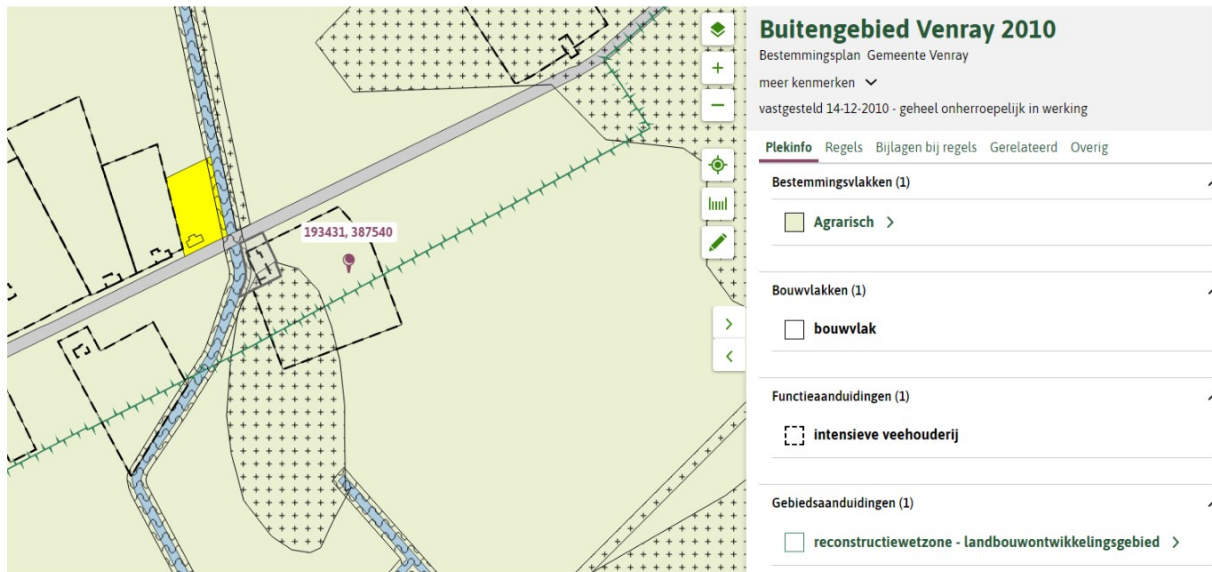 193431, 387540
Buitengebied Venray 2010
Bestemmingsplan Gemeente Venray
meer kenmerken
vastgesteld 14-12-2010 - geheel onherroepelijk in werking
Plekinfo Regels Bijlagen bij regels Gerelateerd Overig
Bestemmingsvlakken (1)
Agrarisch
Bouwvlakken (1)
bouwvlak
Functieaanduidingen (1)
intensieve veehouderij
Gebiedsaanduidingen (1)
reconstructiewetzone - landbouwontwikkelingsgebied